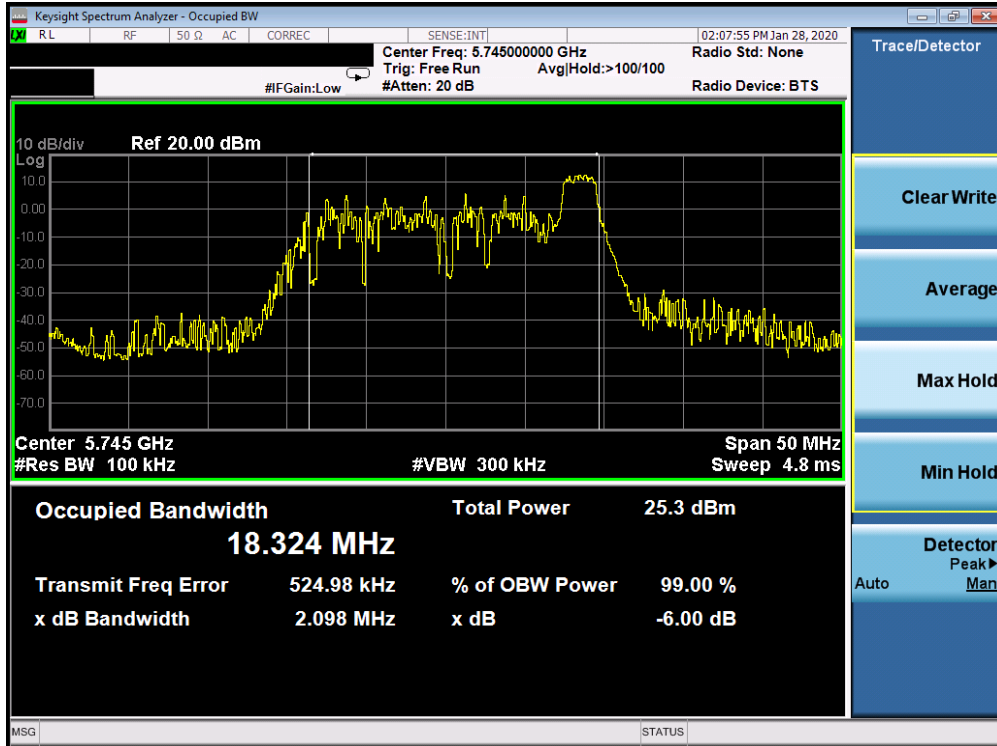 Keysight Spectrum Analyzer - Occupied BW
LXI RL RF 50 Ω AC CORREC SENSE:INT 02:07:55 PM Jan 28, 2020
Center Freq: 5.745000000 GHz Radio Std: None
Trig: Free Run Avg|Hold:>100/100
#IFGain:Low #Atten: 20 dB Radio Device: BTS
10 dB/div Ref 20.00 dBm
Log
10.0
0.00
-10.0
-20.0
-30.0
-40.0
-50.0
-60.0
-70.0
Center 5.745 GHz Span 50 MHz
#Res BW 100 kHz #VBW 300 kHz Sweep 4.8 ms
Occupied Bandwidth Total Power 25.3 dBm
18.324 MHz
Transmit Freq Error 524.98 kHz % of OBW Power 99.00 %
x dB Bandwidth 2.098 MHz x dB -6.00 dB
MSG STATUS
Trace/Detector
Clear Write
Average
Max Hold
Min Hold
Detector
Peak▶
Auto Man